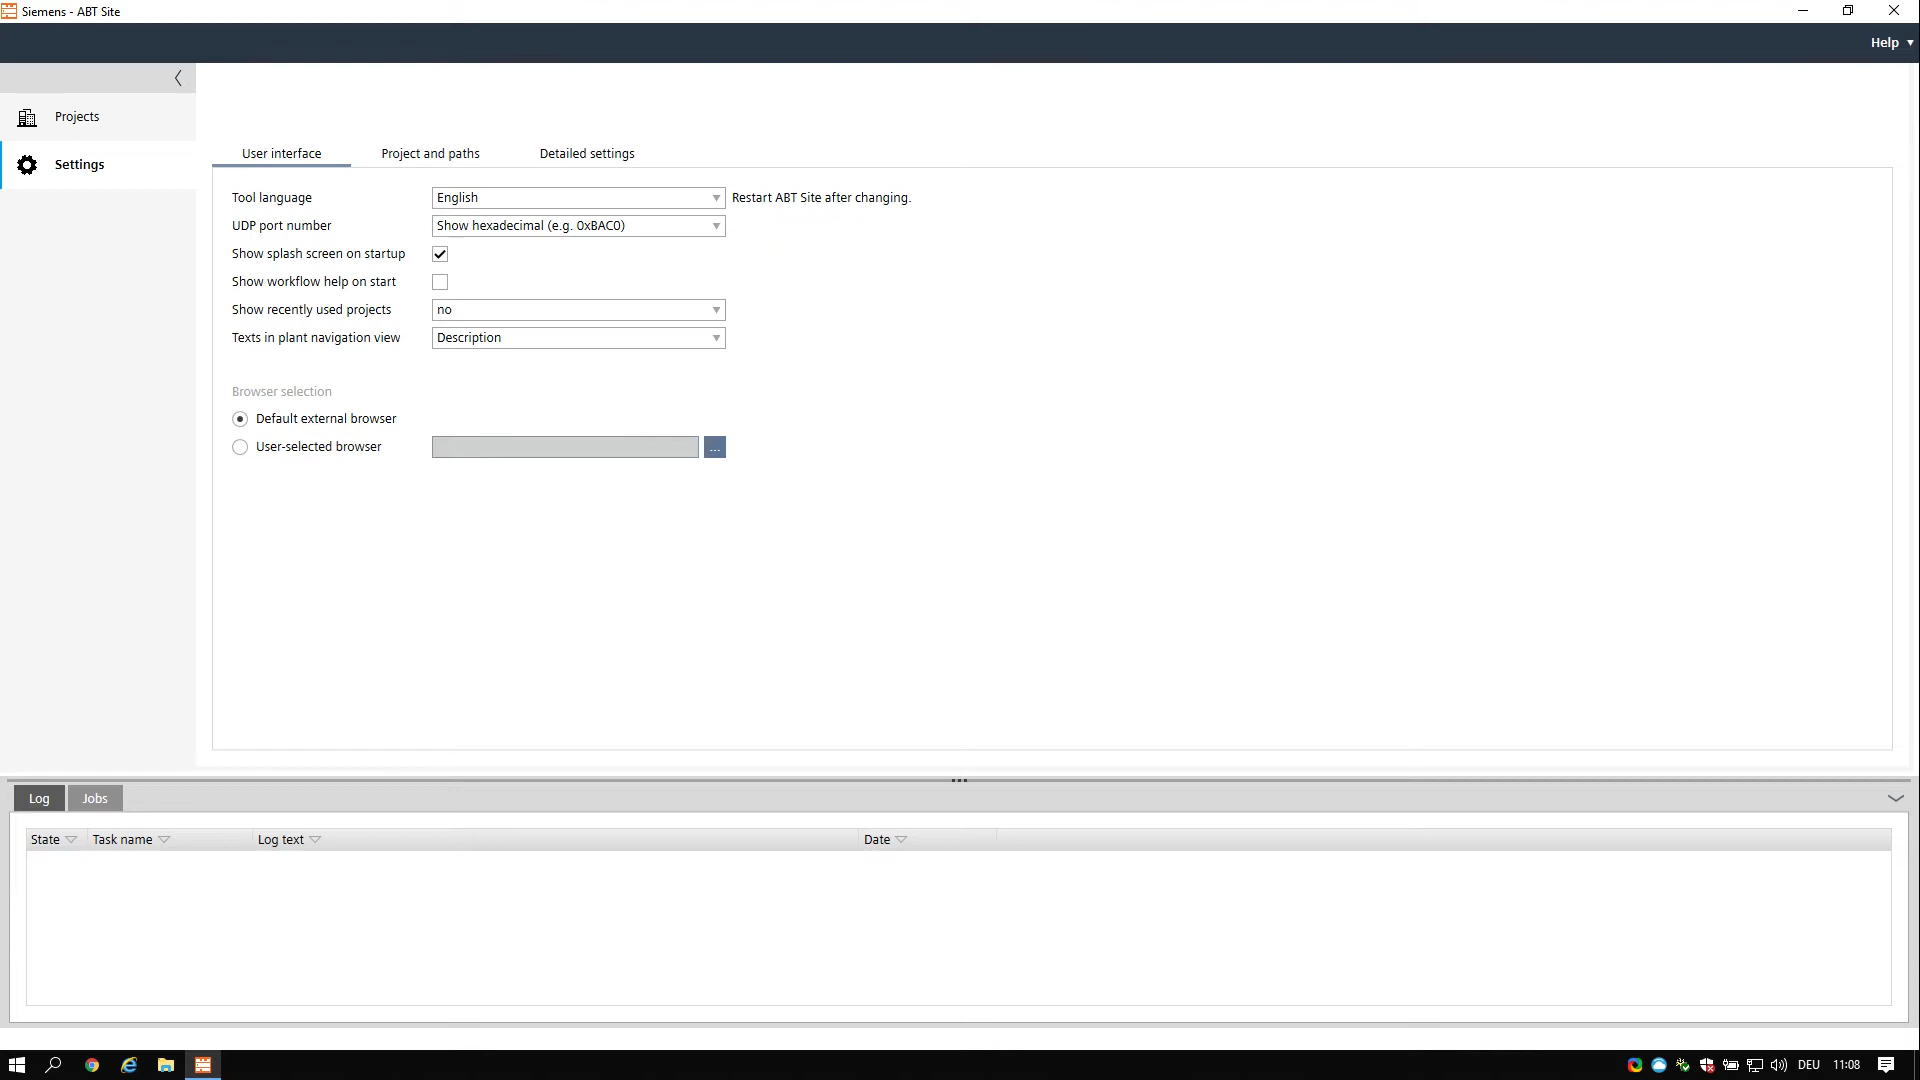 Siemens - ABT Site
Help
Projects
Settings
User interface
Project and paths
Detailed settings
Tool language
English
Restart ABT Site after changing.
UDP port number
Show hexadecimal (e.g. 0xBAC0)
Show splash screen on startup
Show workflow help on start
Show recently used projects
no
Texts in plant navigation view
Description
Browser selection
Default external browser
User-selected browser
...
Log
Jobs
State
Task name
Log text
Date
DEU
11:08